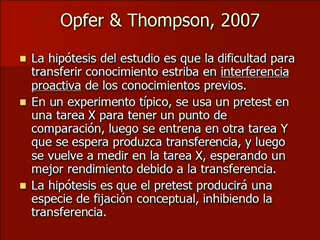 Opfer & Thompson, 2007
La hipótesis del estudio es que la dificultad para
transferir conocimiento estriba en interferencia
proactiva de los conocimientos previos.
En un experimento típico, se usa un pretest en
una tarea X para tener un punto de
comparación, luego se entrena en otra tarea Y
que se espera produzca transferencia, y luego
se vuelve a medir en la tarea X, esperando un
mejor rendimiento debido a la transferencia.
La hipótesis es que el pretest producirá una
especie de fijación conceptual, inhibiendo la
transferencia.